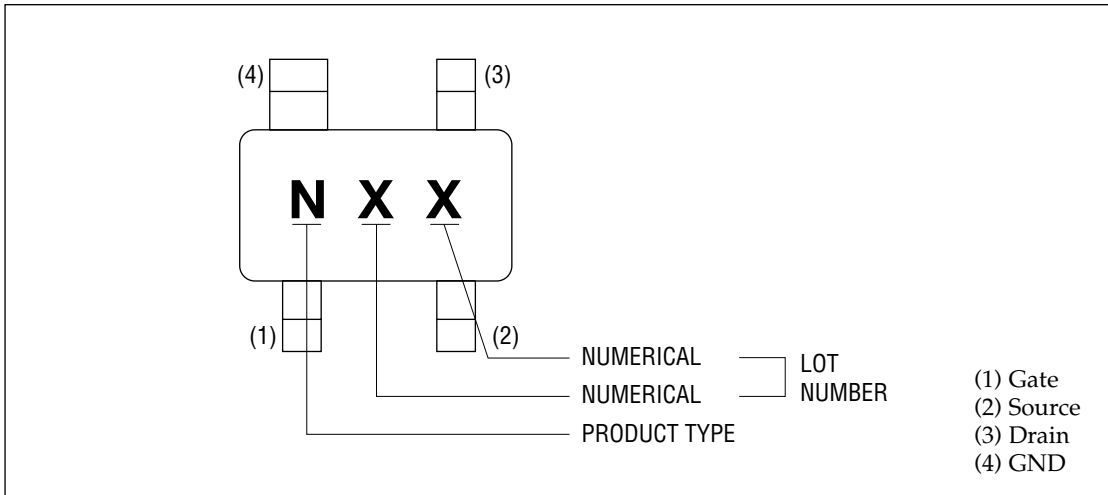 (4)
(3)
N X X
(1)
(2)
NUMERICAL
NUMERICAL
LOT
NUMBER
PRODUCT TYPE
(1) Gate
(2) Source
(3) Drain
(4) GND